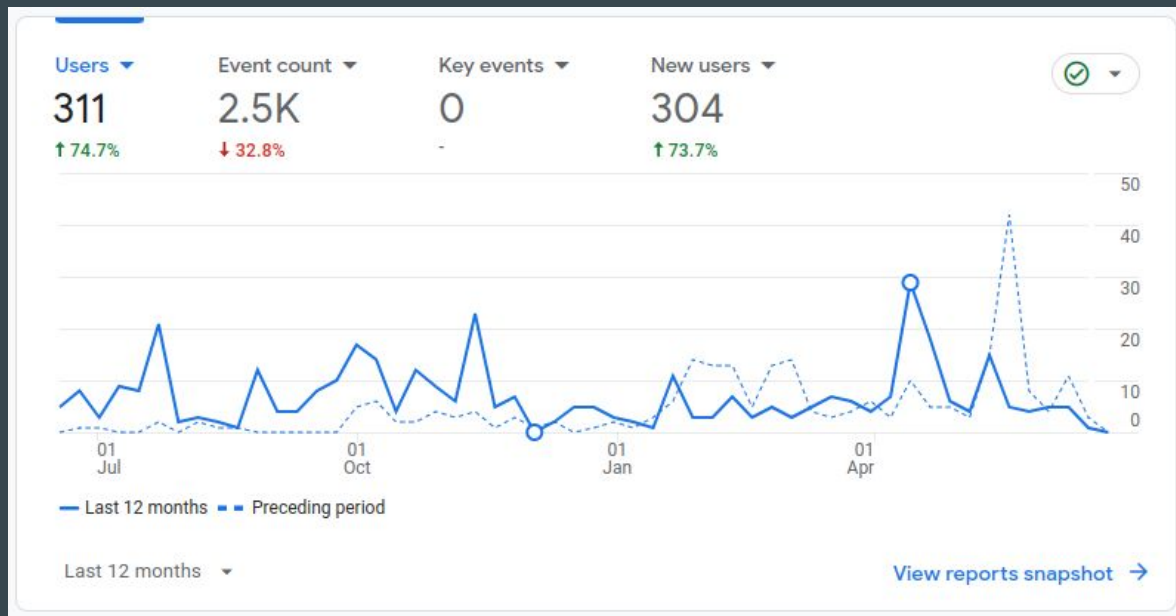 Users Event count Key events New users
311 2.5K 0 304
↑ 74.7% ↓ 32.8% - ↑ 73.7%
50
40
30
20
10
0
01 01 01 01
Jul Oct Jan Apr
Last 12 months Preceding period
Last 12 months View reports snapshot →